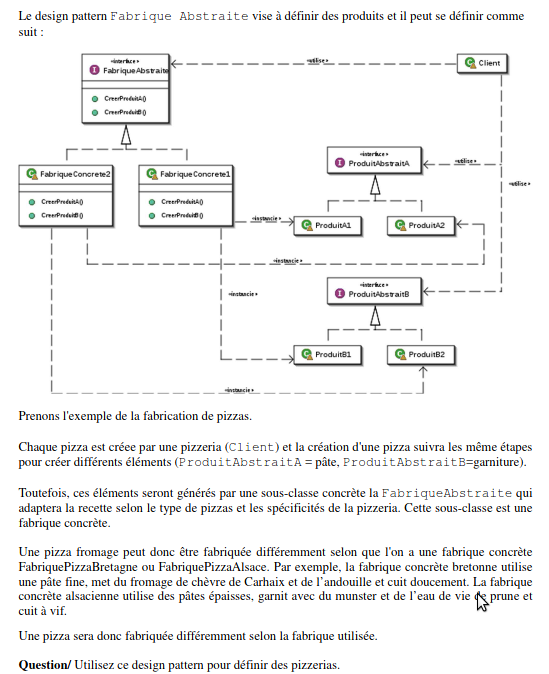 Le design pattern Fabrique Abstraite vise à définir des produits et il peut se définir comme
suit :
«interface»
FabriqueAbstraite
CreerProduitA()
CreerProduitB()
«utilise»
Client
FabriqueConcrete2
CreerProduitA()
CreerProduitB()
FabriqueConcrete1
CreerProduitA()
CreerProduitB()
«interface»
ProduitAbstraitA
«utilise»
«utilise»
«instancie»
ProduitA1
ProduitA2
«instancie»
«instancie»
«interface»
ProduitAbstraitB
ProduitB1
ProduitB2
«instancie»
Prenons l'exemple de la fabrication de pizzas.
Chaque pizza est créee par une pizzeria (Client) et la création d'une pizza suivra les même étapes
pour créer différents éléments (ProduitAbstraitA = pâte, ProduitAbstraitB=garniture).
Toutefois, ces éléments seront générés par une sous-classe concrète la FabriqueAbstraite qui
adaptera la recette selon le type de pizzas et les spécificités de la pizzeria. Cette sous-classe est une
fabrique concrète.
Une pizza fromage peut donc être fabriquée différemment selon que l'on a une fabrique concrète
FabriquePizzaBretagne ou FabriquePizzaAlsace. Par exemple, la fabrique concrète bretonne utilise
une pâte fine, met du fromage de chèvre de Carhaix et de l'andouille et cuit doucement. La fabrique
concrète alsacienne utilise des pâtes épaisses, garnit avec du munster et de l'eau de vie de prune et
cuit à vif.
Une pizza sera donc fabriquée différemment selon la fabrique utilisée.
Question/ Utilisez ce design pattern pour définir des pizzerias.